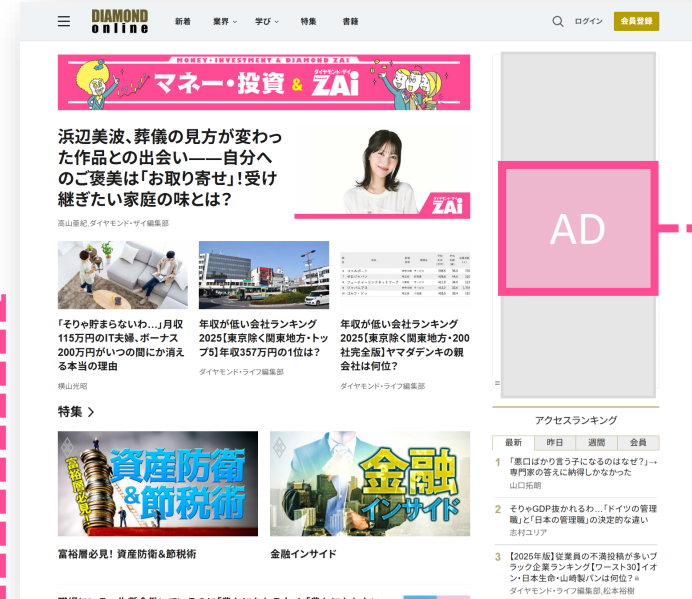 DIAMOND
online
新着
業界
学び
特集
書籍
ログイン
会員登録
MONEY・INVESTMENT & DIAMOND ZAI
マネー・投資 & ダイヤモンド・ザイ ZAi
浜辺美波、葬儀の見方が変わっ
た作品との出会い——自分へ
のご褒美は「お取り寄せ」！受け
継ぎたい家庭の味とは？
高山亜紀,ダイヤモンド・ザイ編集部
ZAi
AD
「そりゃ貯まらないわ…」月収
115万円のIT夫婦、ボーナス
200万円がいつの間にか消え
る本当の理由
横山光昭
年収が低い会社ランキング
2025【東京除く関東地方・トッ
プ5】年収357万円の1位は？
ダイヤモンド・ライフ編集部
年収が低い会社ランキング
2025【東京除く関東地方・200
社完全版】ヤマダデンキの親
会社は何位？
ダイヤモンド・ライフ編集部
特集
富裕層必見！
資産防衛
&節税術
金融
インサイド
富裕層必見！ 資産防衛&節税術
金融インサイド
アクセスランキング
最新
昨日
週間
会員
1 「悪口ばかり言う子になるのはなぜ？」→
専門家の答えに納得しかなかった
山口拓朗
2 そりゃGDP抜かれるわ…「ドイツの管理
職」と「日本の管理職」の決定的な違い
志村ユリア
3 【2025年版】従業員の不満投稿が多いブ
ラック企業ランキング【ワースト30】イオ
ン・日本生命・山崎製パンは何位？
ダイヤモンド・ライフ編集部,松本裕樹